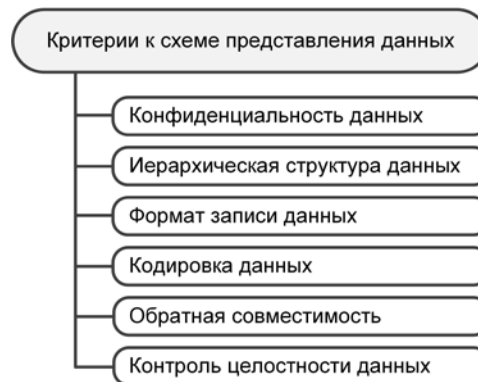 Критерии к схеме представления данных
Конфиденциальность данных
Иерархическая структура данных
Формат записи данных
Кодировка данных
Обратная совместимость
Контроль целостности данных